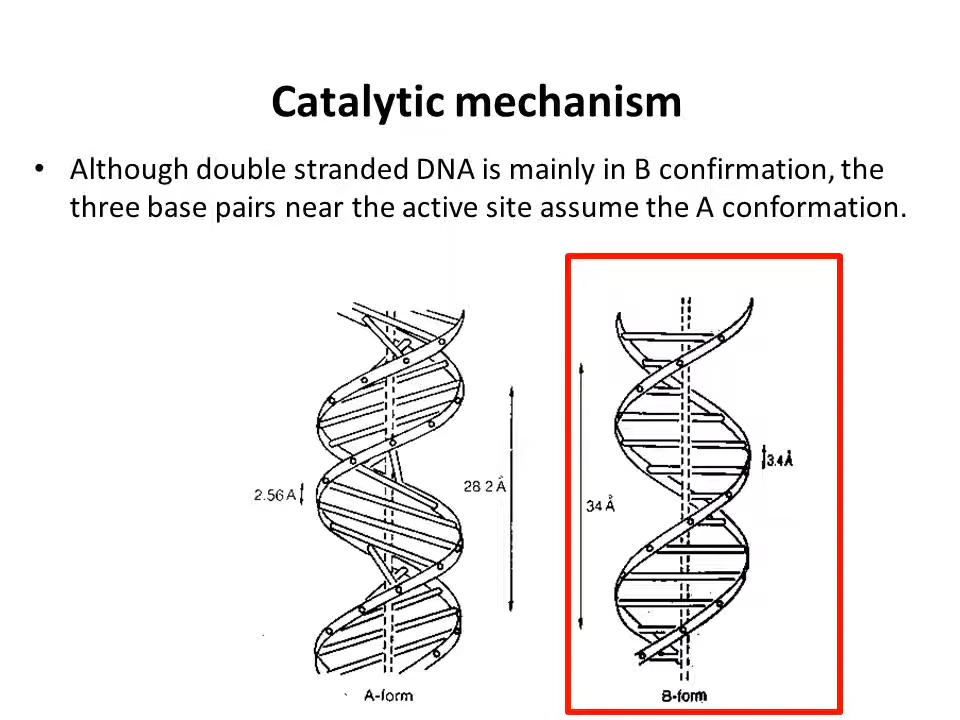 Catalytic mechanism
• Although double stranded DNA is mainly in B confirmation, the
three base pairs near the active site assume the A conformation.
2.56 A
28.2 Å
34 Å
3.4 Å
A-form
B-form